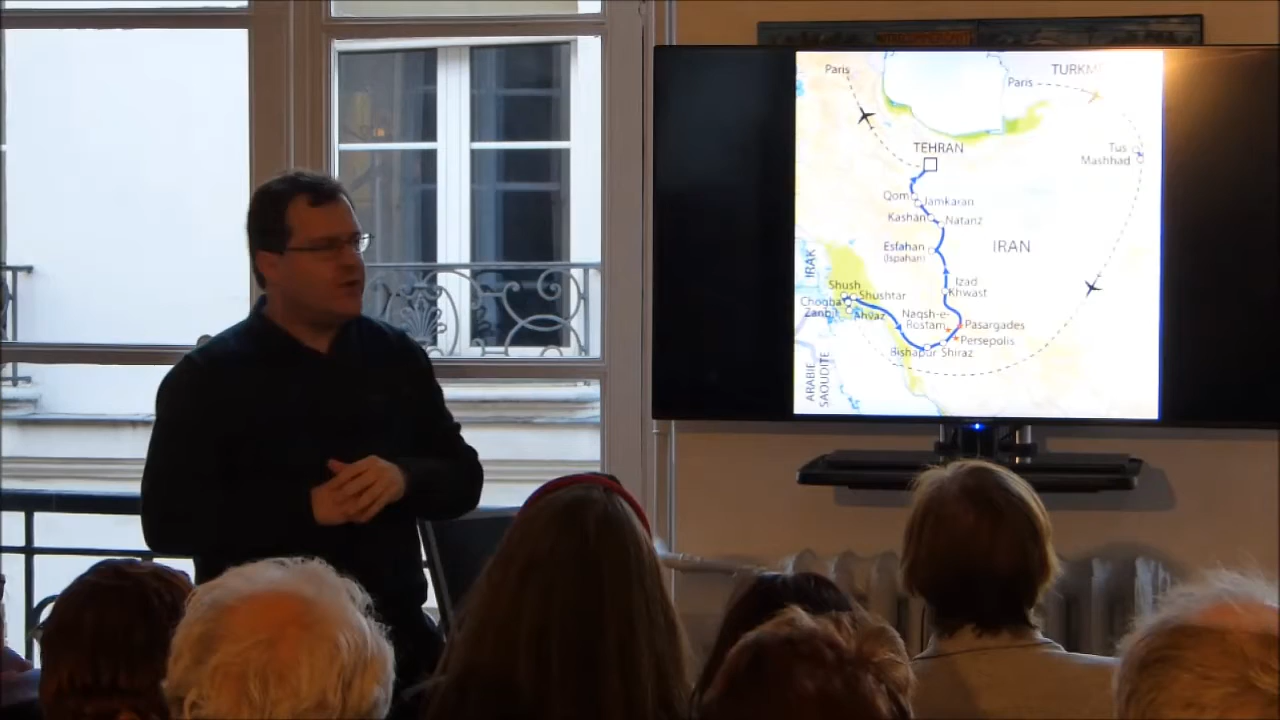 Paris
Paris
TURKM
TEHRAN
Tus
Mashhad
Qom
Jamkaran
Kashan
Natanz
Esfahan
(Ispahan)
IRAN
IRAK
Izad
Khwast
Shush
Shushtar
Chogha
Zanbil
Ahvaz
Naqsh-e-
Rostam
Pasargades
Persepolis
Bishapur
Shiraz
ARABIE
SAOUDITE